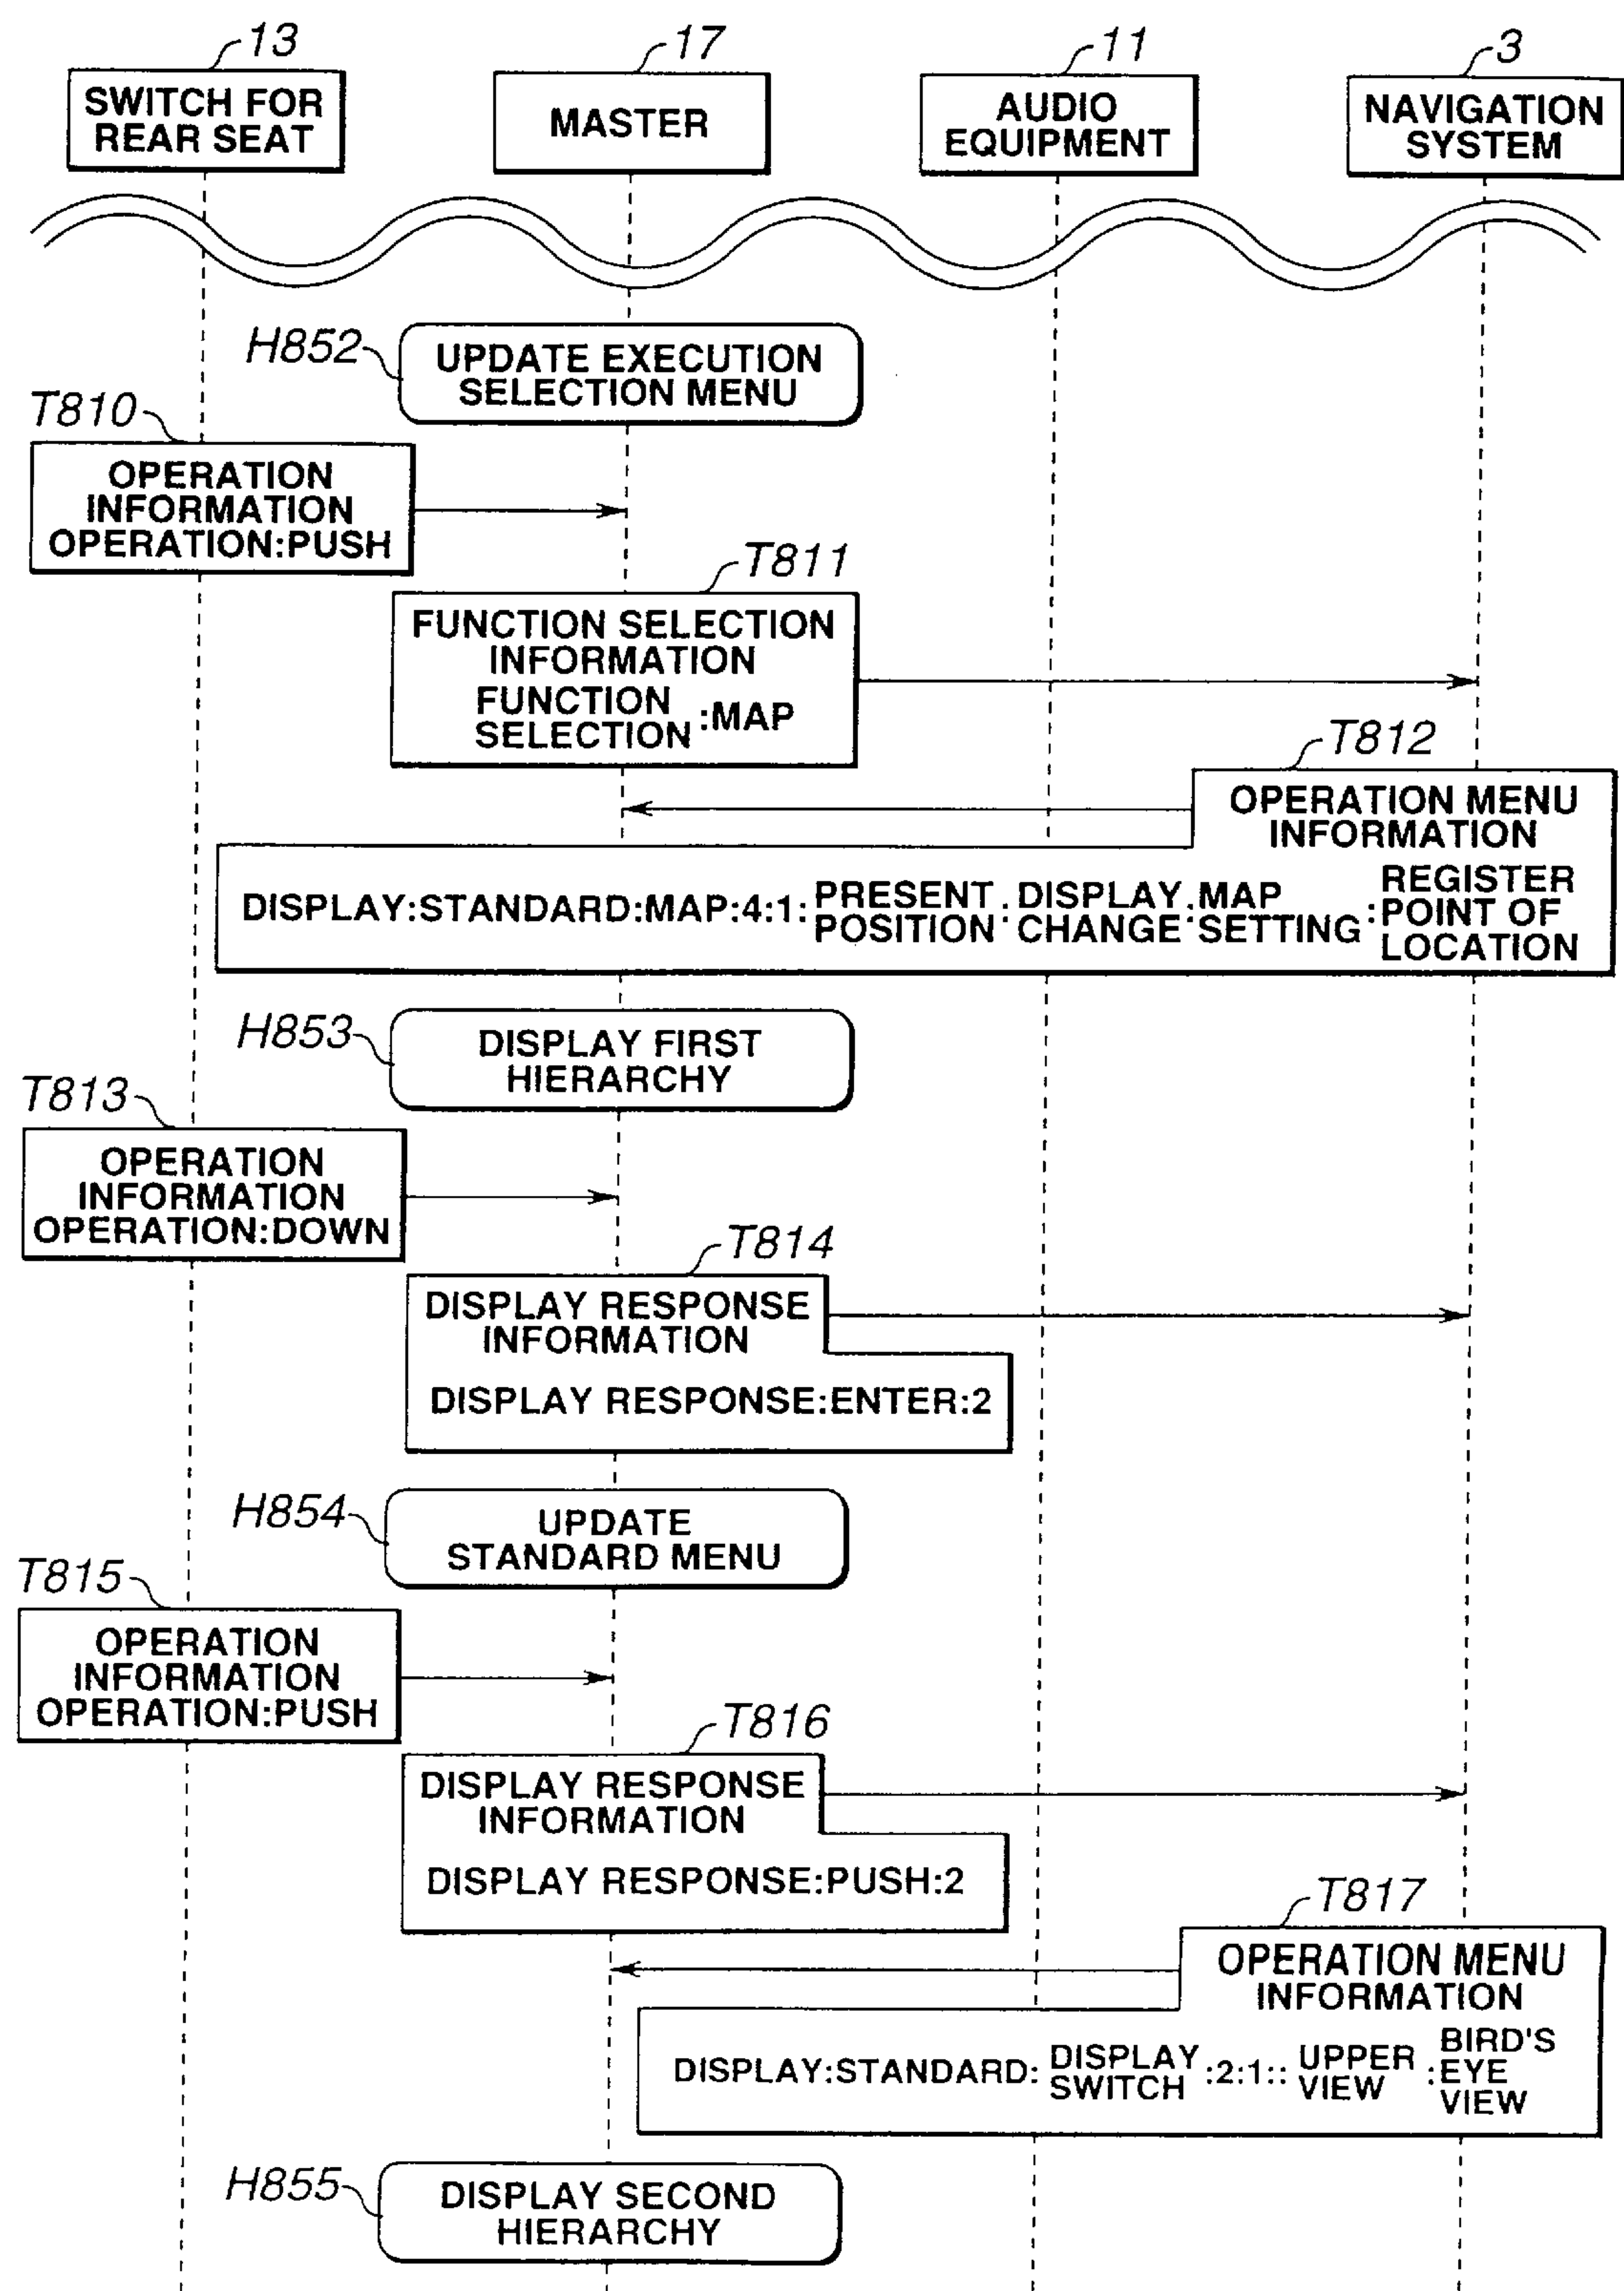 13
SWITCH FOR
REAR SEAT
17
MASTER
11
AUDIO
EQUIPMENT
3
NAVIGATION
SYSTEM
H852
UPDATE EXECUTION
SELECTION MENU
T810
OPERATION
INFORMATION
OPERATION:PUSH
T811
FUNCTION SELECTION
INFORMATION
FUNCTION
SELECTION :MAP
T812
OPERATION MENU
INFORMATION
DISPLAY:STANDARD:MAP:4:1: PRESENT POSITION : DISPLAY CHANGE : MAP SETTING : REGISTER POINT OF LOCATION
H853
DISPLAY FIRST
HIERARCHY
T813
OPERATION
INFORMATION
OPERATION:DOWN
T814
DISPLAY RESPONSE
INFORMATION
DISPLAY RESPONSE:ENTER:2
H854
UPDATE
STANDARD MENU
T815
OPERATION
INFORMATION
OPERATION:PUSH
T816
DISPLAY RESPONSE
INFORMATION
DISPLAY RESPONSE:PUSH:2
T817
OPERATION MENU
INFORMATION
DISPLAY:STANDARD: DISPLAY SWITCH :2:1:: UPPER VIEW : BIRD'S EYE VIEW
H855
DISPLAY SECOND
HIERARCHY